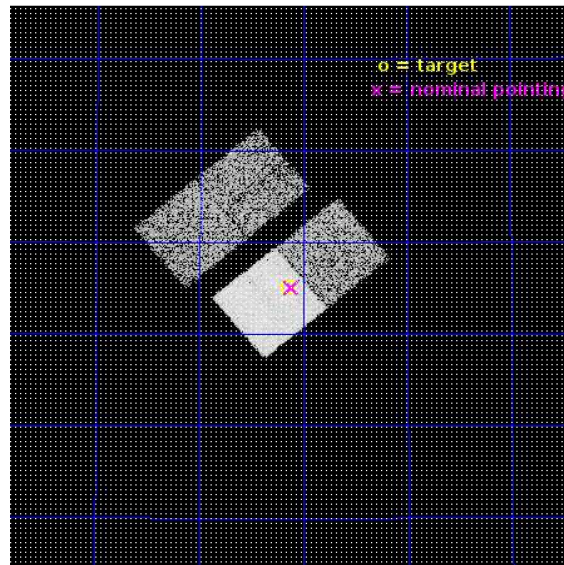 o = target
x = nominal pointin